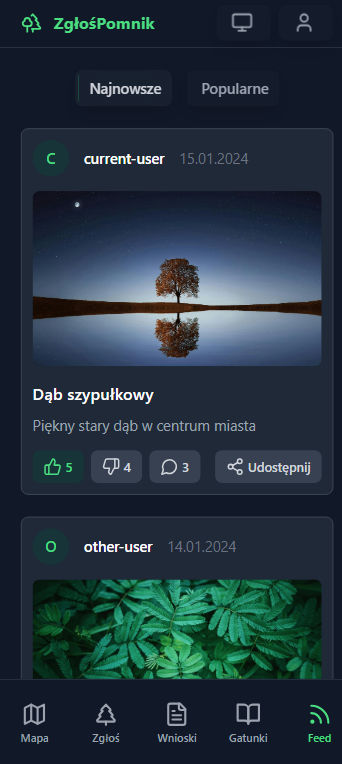 ZgłośPomnik
Najnowsze Popularne
C current-user 15.01.2024
Dąb szypułkowy
Piękny stary dąb w centrum miasta
5 4 3 Udostępnij
O other-user 14.01.2024
Mapa Zgłoś Wnioski Gatunki Feed